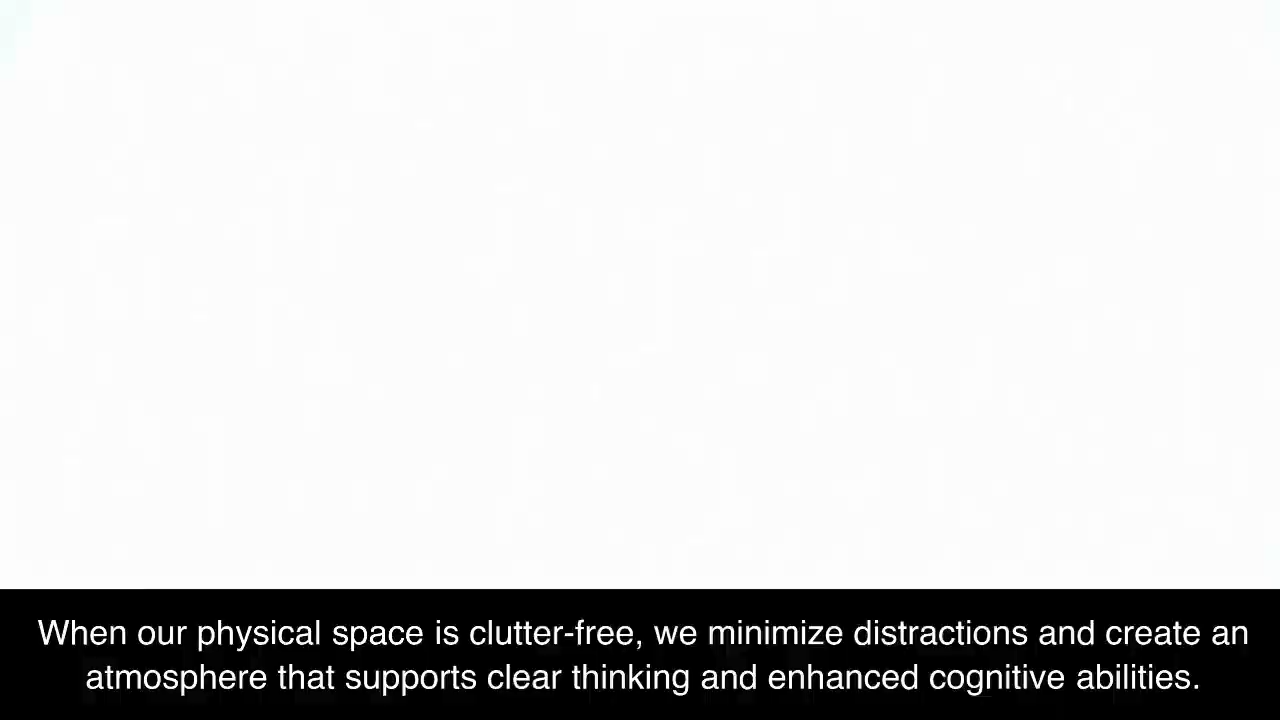 When our physical space is clutter-free, we minimize distractions and create an
atmosphere that supports clear thinking and enhanced cognitive abilities.